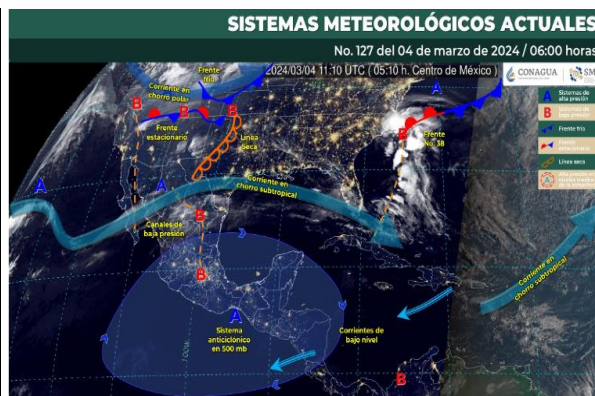 SISTEMAS METEOROLÓGICOS ACTUALES
No. 127 del 04 de marzo de 2024 / 06:00 horas
2024/03/04 11:10 UTC ( 05:10 h. Centro de México )
CONAGUA
SM
Frente
frío
Corriente en
chorro polar
A
A Sistemas de
alta presión
B Sistemas de
baja presión
Frente frío
Frente
estacionario
Línea seca
B
B
B
B
Frente
estacionario
Línea
Seca
Frente
No. 38
A
A
Corriente en
chorro subtropical
Canales de
baja presión
B
B
Corriente en
chorro subtropical
A
Sistema
anticiclónico
en 500 mb
Corrientes de
bajo nivel
B